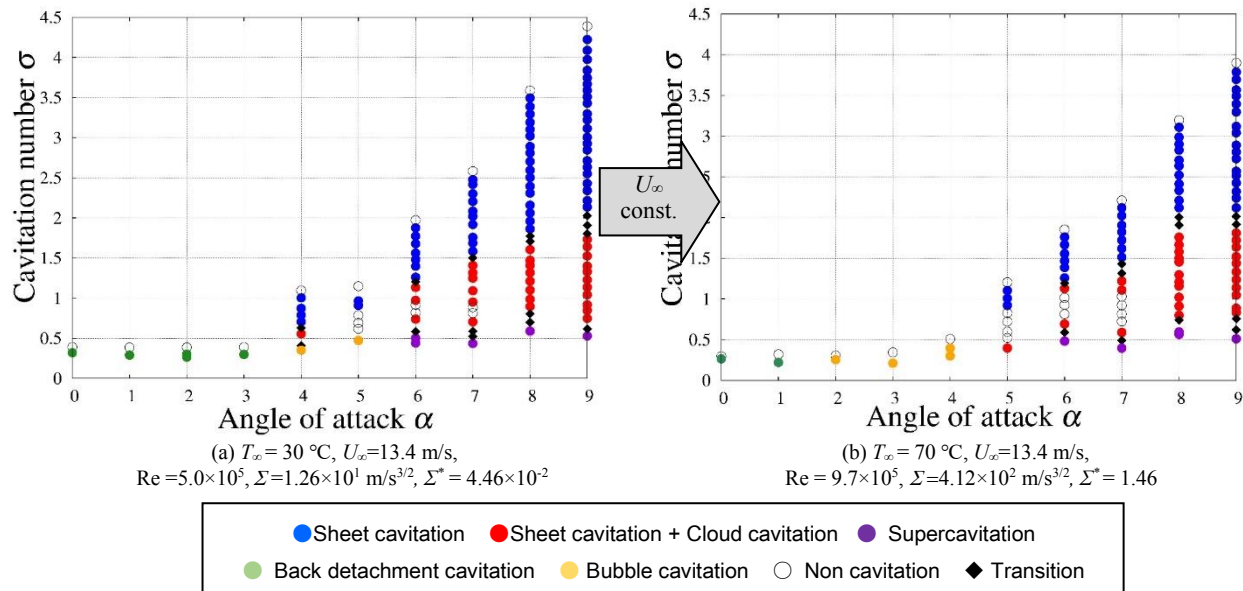 4.5
4
3.5
3
2.5
2
1.5
1
0.5
0
Cavitation number σ
0 1 2 3 4 5 6 7 8 9
Angle of attack α
(a) T∞ = 30 °C, U∞=13.4 m/s,
Re =5.0×10⁵, Σ=1.26×10¹ m/s³ᐟ², Σ* = 4.46×10⁻²
U∞
const.
4.5
4
3.5
3
2.5
2
1.5
1
0.5
0
Cavita
number σ
0 1 2 3 4 5 6 7 8 9
Angle of attack α
(b) T∞ = 70 °C, U∞=13.4 m/s,
Re = 9.7×10⁵, Σ=4.12×10² m/s³ᐟ², Σ* = 1.46
Sheet cavitation Sheet cavitation + Cloud cavitation Supercavitation
Back detachment cavitation Bubble cavitation Non cavitation Transition